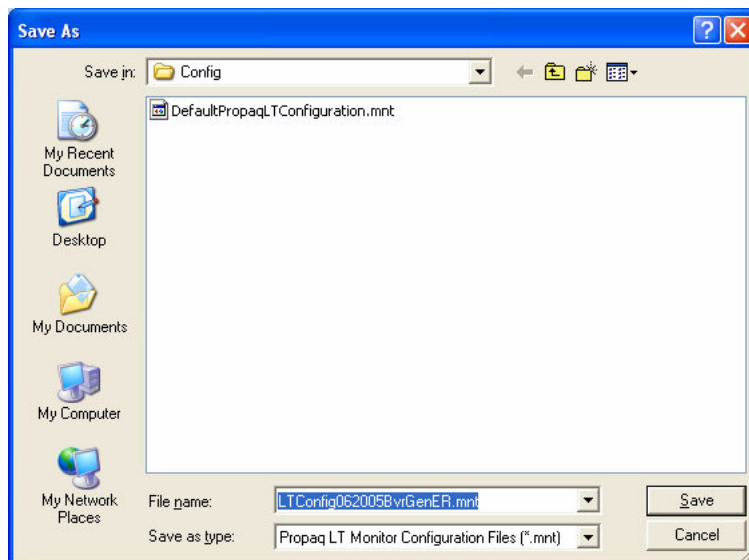 Save As
Save in:
Config
DefaultPropaqLTConfiguration.mnt
My Recent
Documents
Desktop
My Documents
My Computer
My Network
Places
File name:
LTConfig062005BvrGenER.mnt
Save
Save as type:
Propaq LT Monitor Configuration Files (*.mnt)
Cancel